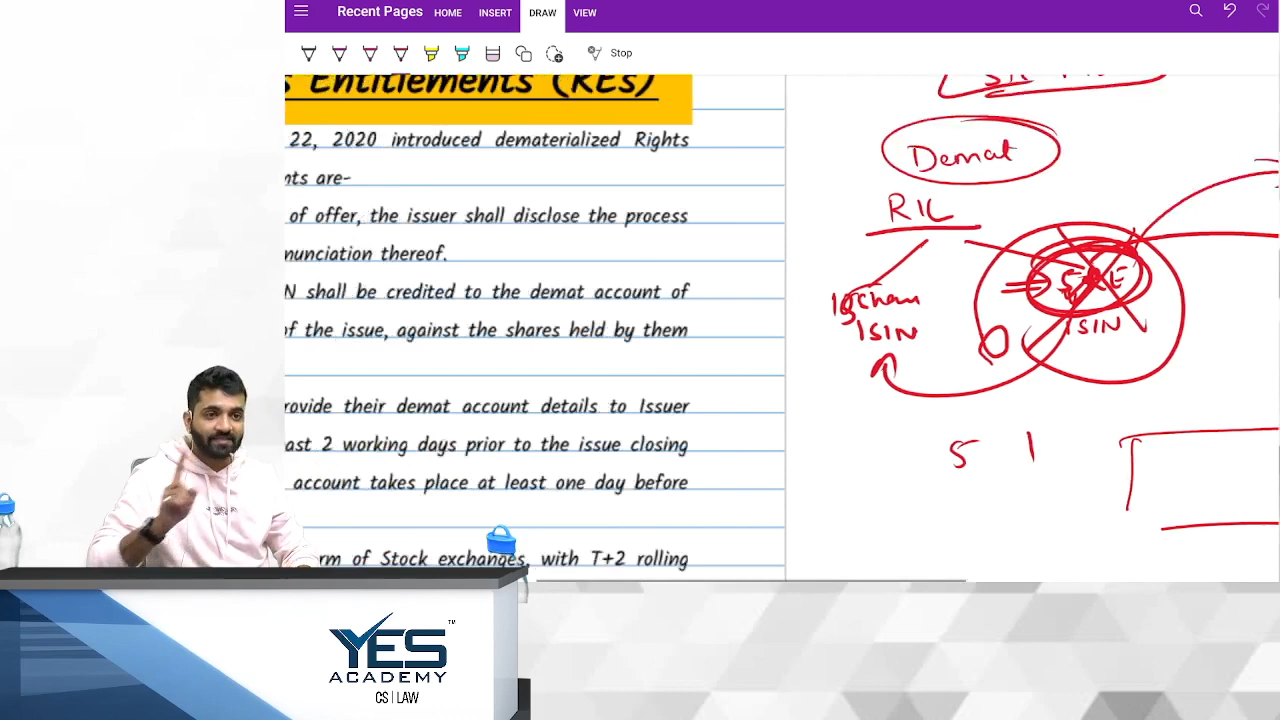 Recent Pages HOME INSERT DRAW VIEW
Stop
s Entitlements (REs)
22, 2020 introduced dematerialized Rights
nts are-
of offer, the issuer shall disclose the process
nunciation thereof.
N shall be credited to the demat account of
of the issue, against the shares held by them
rovide their demat account details to Issuer
ast 2 working days prior to the issue closing
account takes place at least one day before
rm of Stock exchanges, with T+2 rolling
Demat
RIL
ISIN
ISIN
5 1
YES
™
ACADEMY
CS | LAW